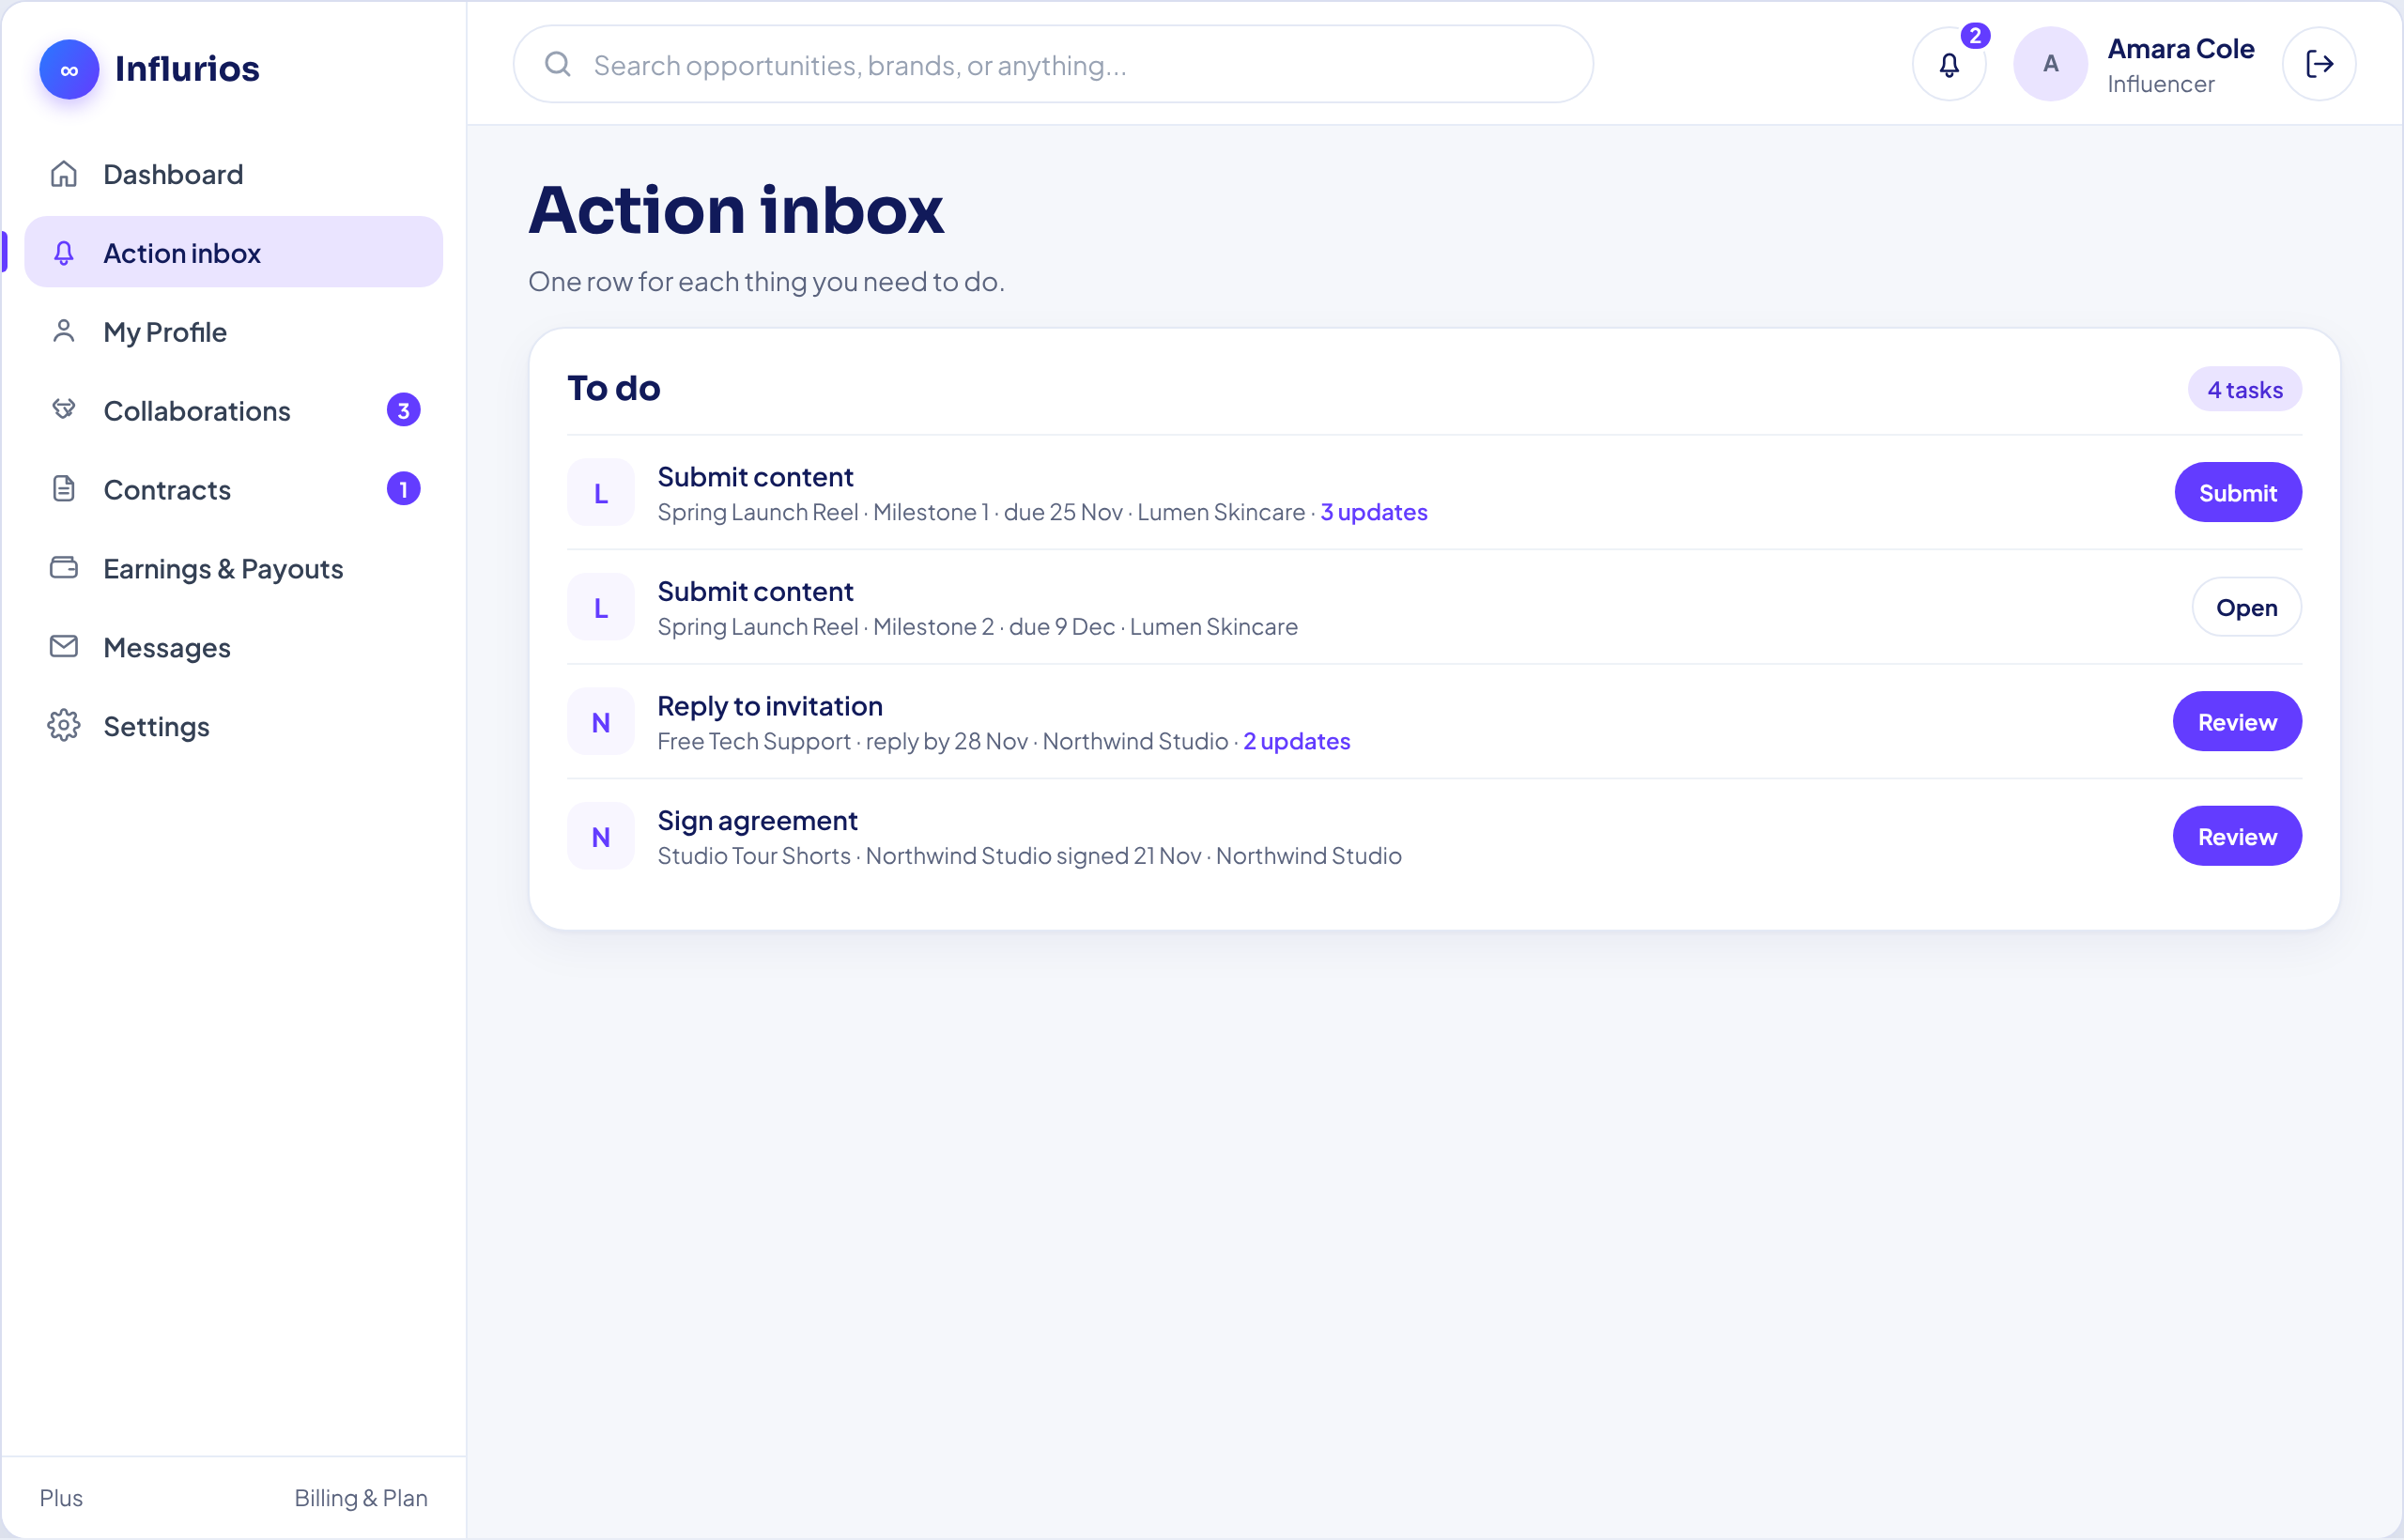 ∞ Influrios
Search opportunities, brands, or anything...
2
A
Amara Cole
Influencer
Dashboard
Action inbox
My Profile
Collaborations 3
Contracts 1
Earnings & Payouts
Messages
Settings
Plus
Billing & Plan
Action inbox
One row for each thing you need to do.
To do
4 tasks
L
Submit content
Spring Launch Reel · Milestone 1 · due 25 Nov · Lumen Skincare · 3 updates
Submit
L
Submit content
Spring Launch Reel · Milestone 2 · due 9 Dec · Lumen Skincare
Open
N
Reply to invitation
Free Tech Support · reply by 28 Nov · Northwind Studio · 2 updates
Review
N
Sign agreement
Studio Tour Shorts · Northwind Studio signed 21 Nov · Northwind Studio
Review